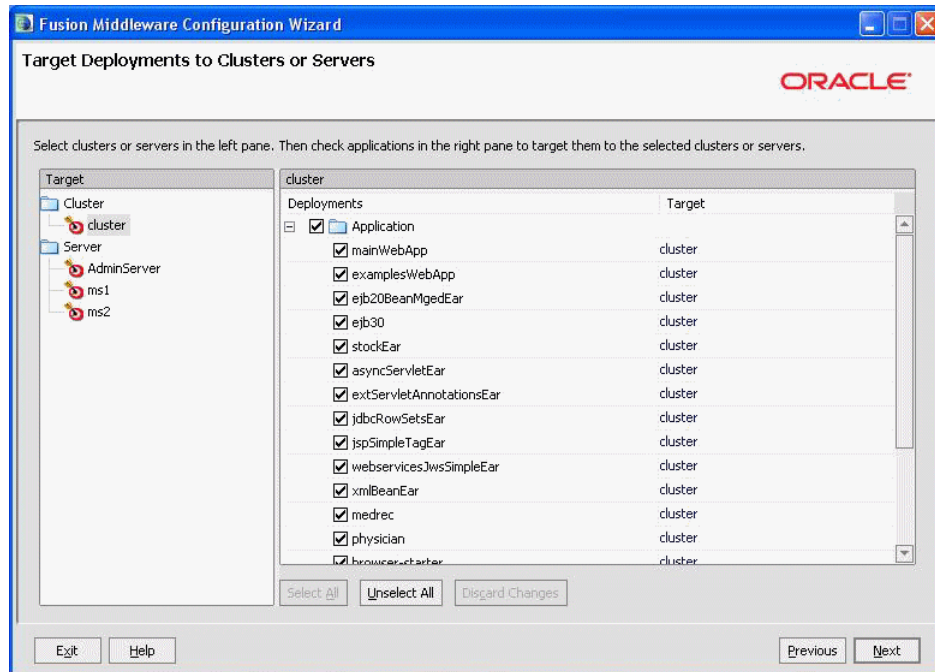 Fusion Middleware Configuration Wizard
Target Deployments to Clusters or Servers
ORACLE
Select clusters or servers in the left pane. Then check applications in the right pane to target them to the selected clusters or servers.
Target
Cluster
cluster
Server
AdminServer
ms1
ms2
cluster
Deployments Target
Application
mainWebApp cluster
examplesWebApp cluster
ejb20BeanMgedEar cluster
ejb30 cluster
stockEar cluster
asyncServletEar cluster
extServletAnnotationsEar cluster
jdbcRowSetsEar cluster
jspSimpleTagEar cluster
webservicesJwsSimpleEar cluster
xmlBeanEar cluster
medrec cluster
physician cluster
browser-starter cluster
Select All Unselect All Discard Changes
Exit Help Previous Next